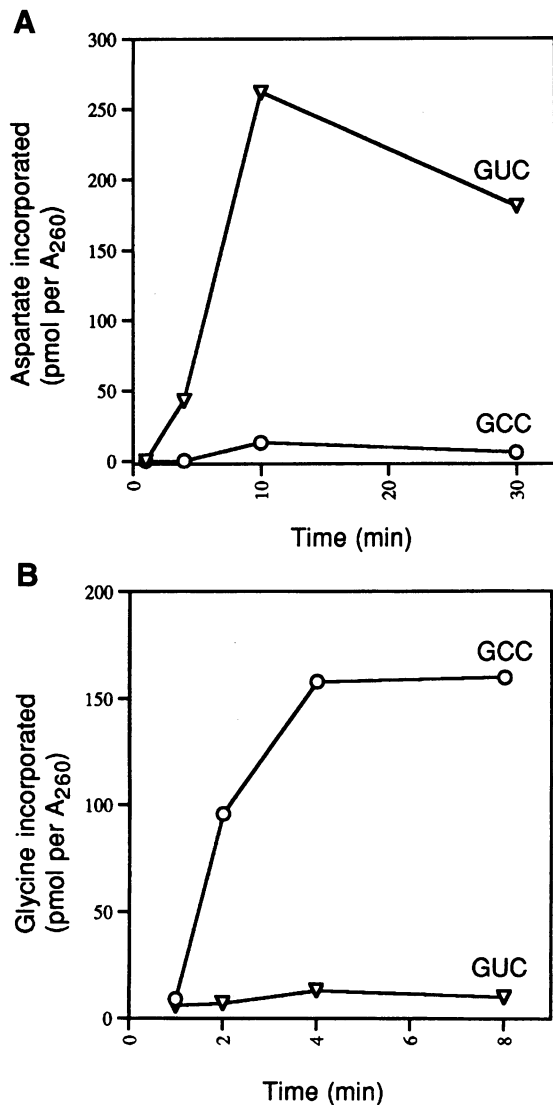 A
Aspartate incorporated
(pmol per A260)
300
250
200
150
100
50
0
GUC
GCC
0
10
20
30
Time (min)
B
Glycine incorporated
(pmol per A260)
200
150
100
50
0
GCC
GUC
0
2
4
6
8
Time (min)